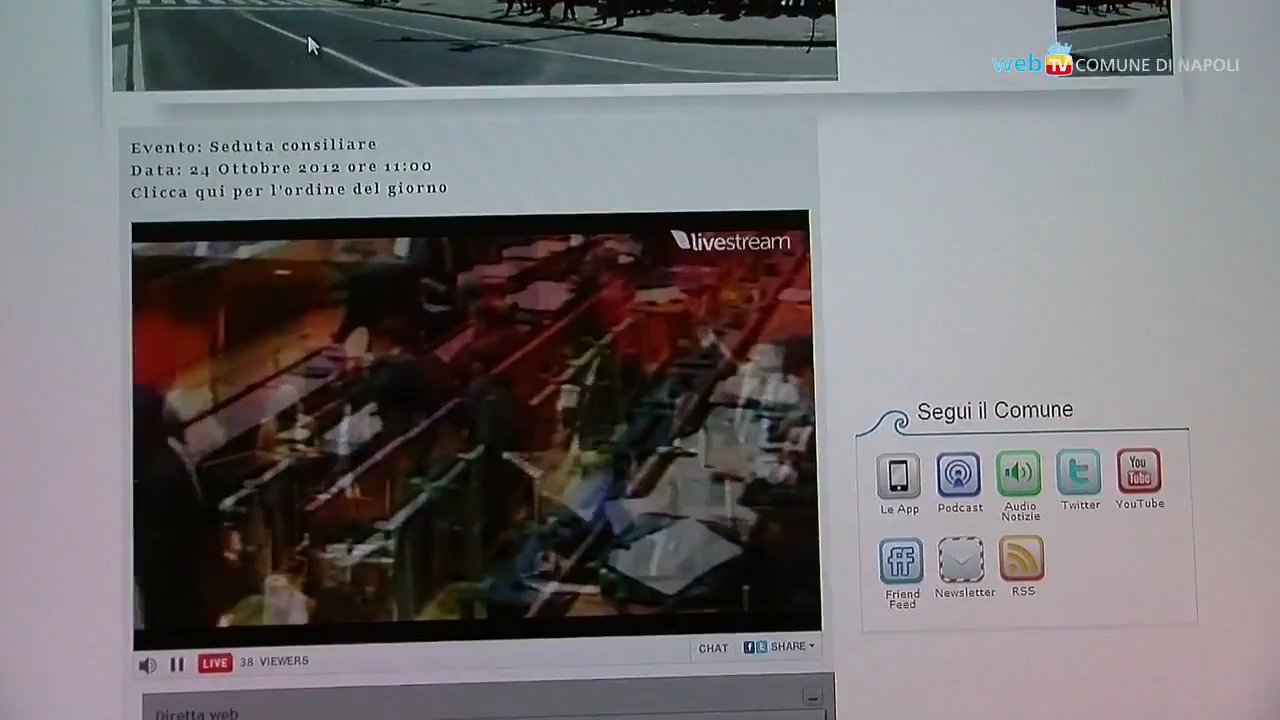 web TV COMUNE DI NAPOLI
Evento: Seduta consiliare
Data: 24 Ottobre 2012 ore 11:00
Clicca qui per l'ordine del giorno
livestream
Segui il Comune
Le App
Podcast
Audio
Notizie
Twitter
You
Tube
YouTube
ff
Friend
Feed
Newsletter
RSS
LIVE 38 VIEWERS
CHAT
f t SHARE
Diretta web